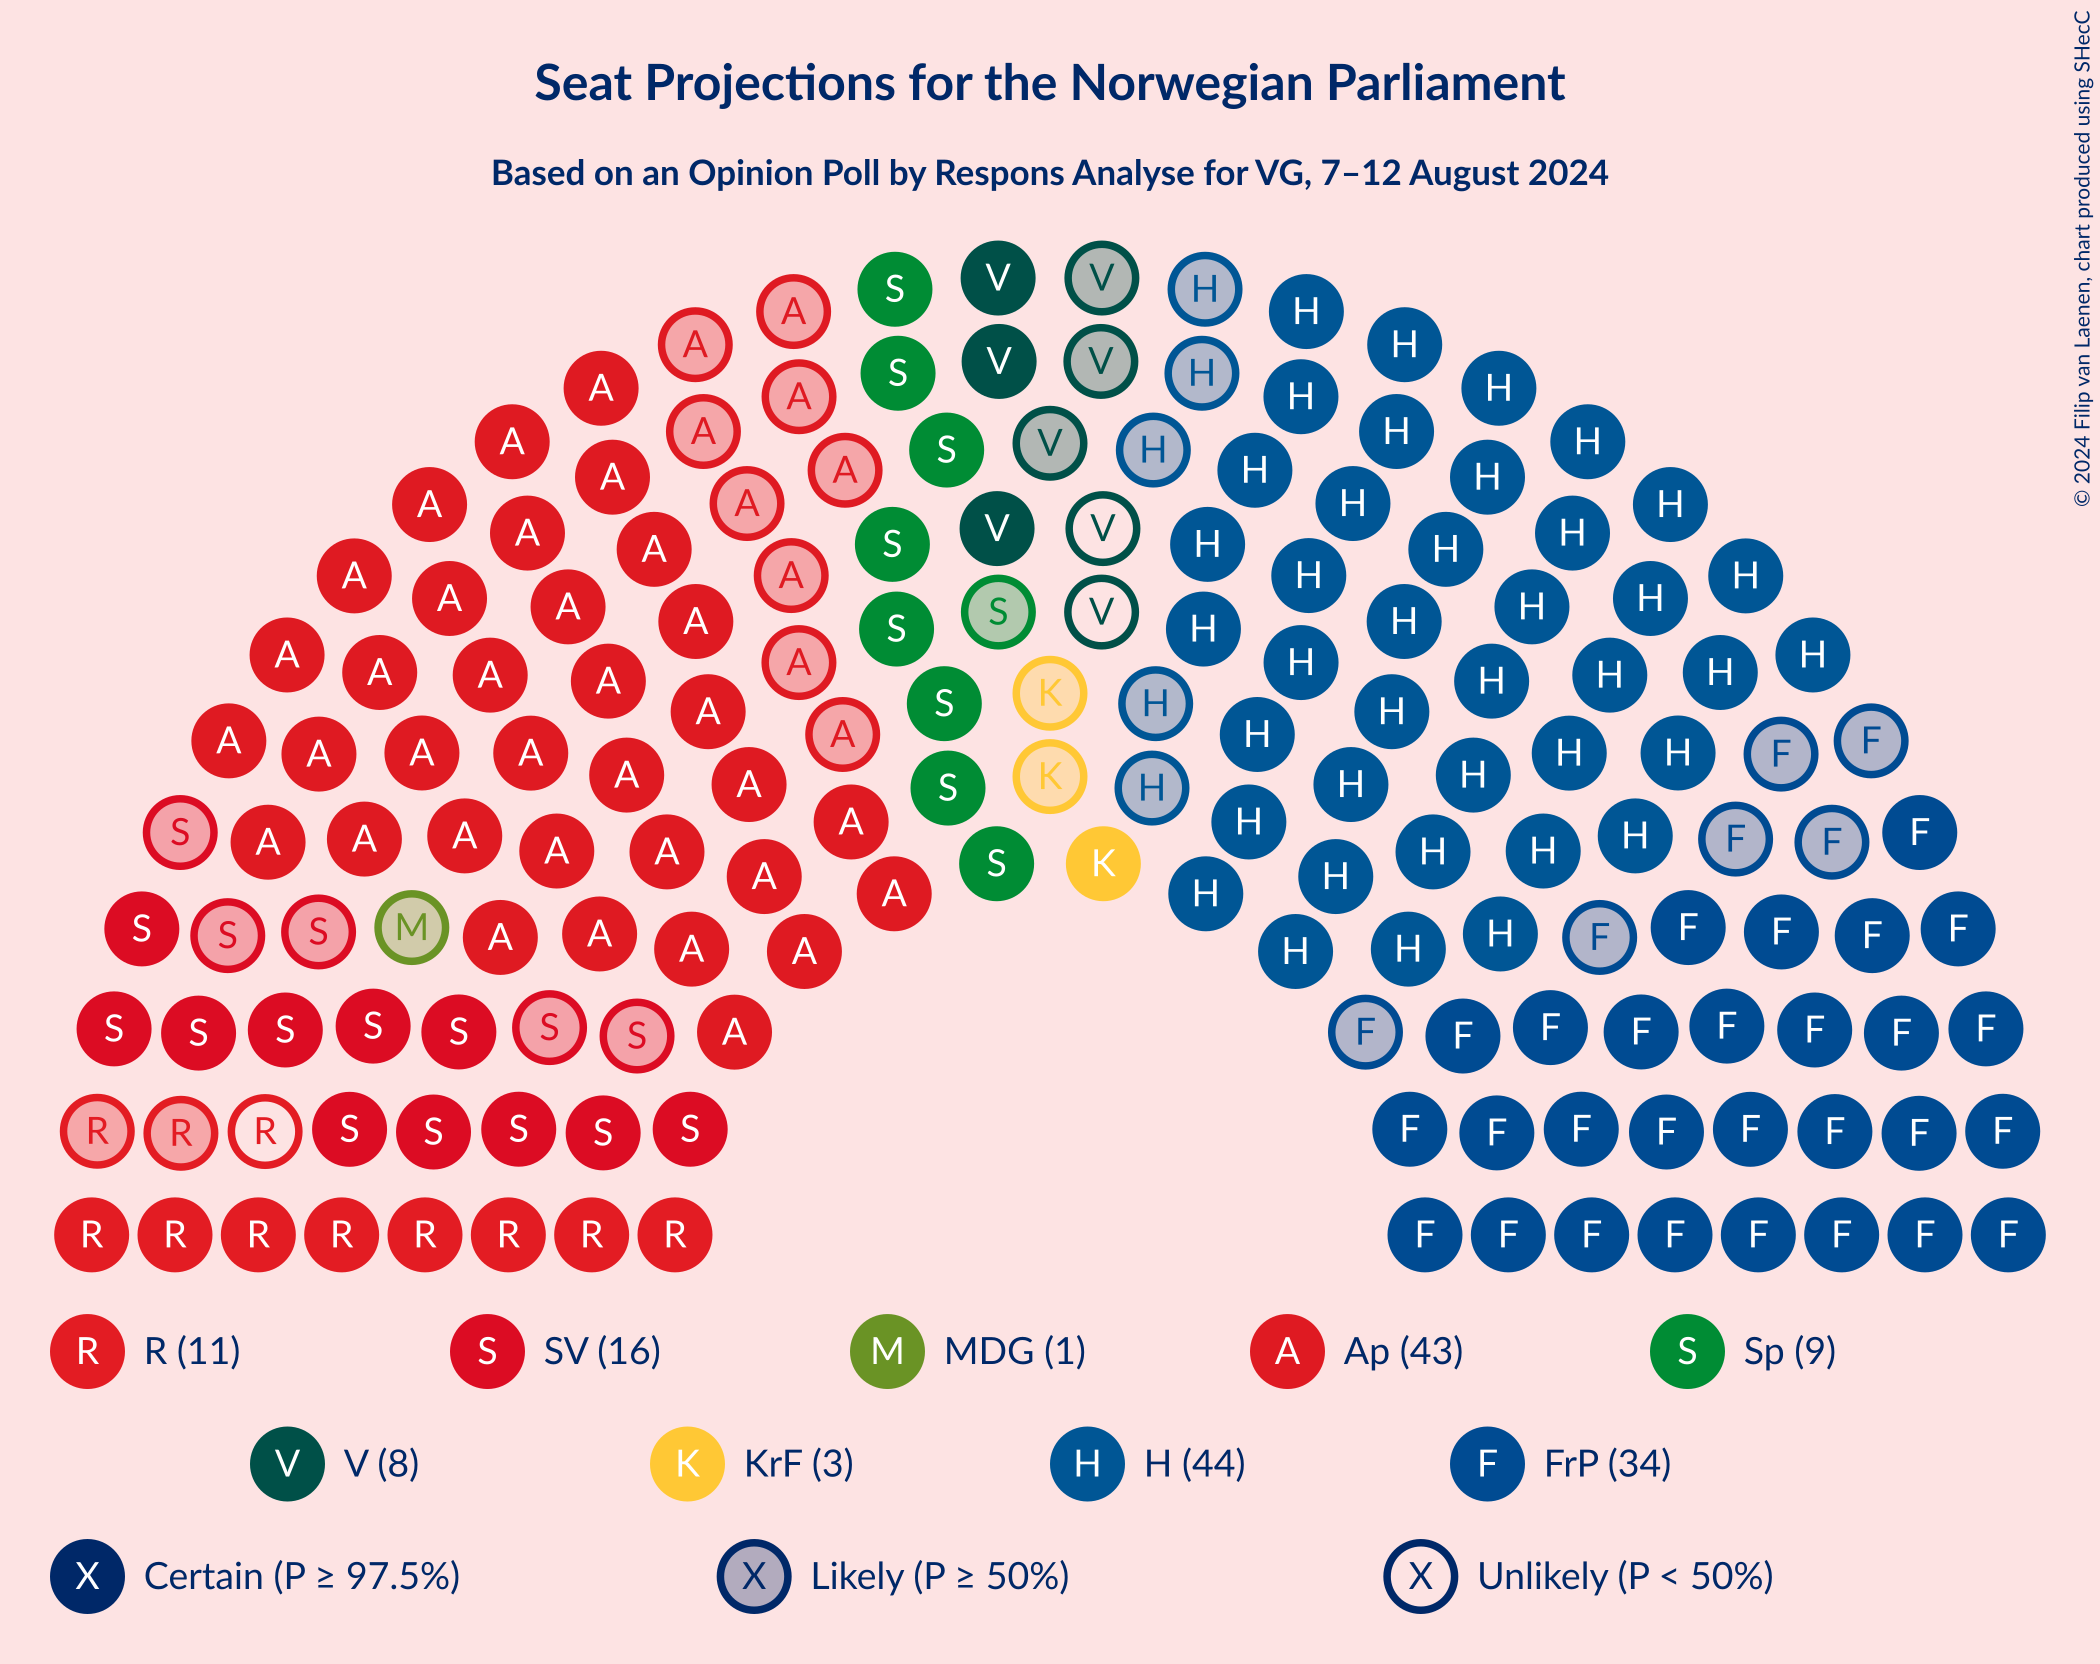 Seat Projections for the Norwegian Parliament
Based on an Opinion Poll by Respons Analyse for VG, 7–12 August 2024
© 2024 Filip van Laenen, chart produced using SHecC
S V V H
A A H H
A S V V H H
A A H H
A A S V H H H
A A H H
A A A S V V H H H
A A A H H H
A A A S S V H H H
A A A A K H H H H
A A A S H H H
A A A A A K H H F F
A A A S H H H
S A A A A A A A S K H H H H H F F F
A H
S S S M A A A A H H H F F F F F
S S S S S S S A F F F F F F F F
R R R S S S S S F F F F F F F F
R R R R R R R R F F F F F F F F
R R (11) S SV (16) M MDG (1) A Ap (43) S Sp (9)
V V (8) K KrF (3) H H (44) F FrP (34)
X Certain (P ≥ 97.5%) X Likely (P ≥ 50%) X Unlikely (P < 50%)